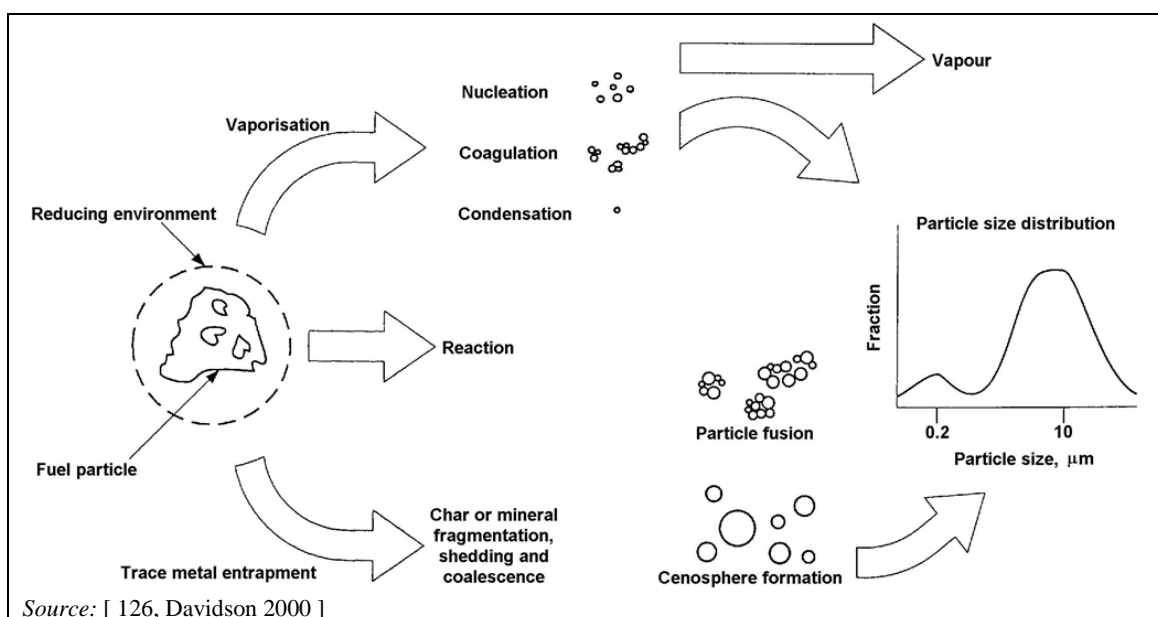 Vapour
Nucleation
Vaporisation
Coagulation
Reducing environment
Condensation
Particle size distribution
Fraction
Reaction
Particle fusion
0.2
10
Particle size, μm
Fuel particle
Char or mineral
fragmentation,
shedding and
coalescence
Trace metal entrapment
Cenosphere formation
Source: [ 126, Davidson 2000 ]